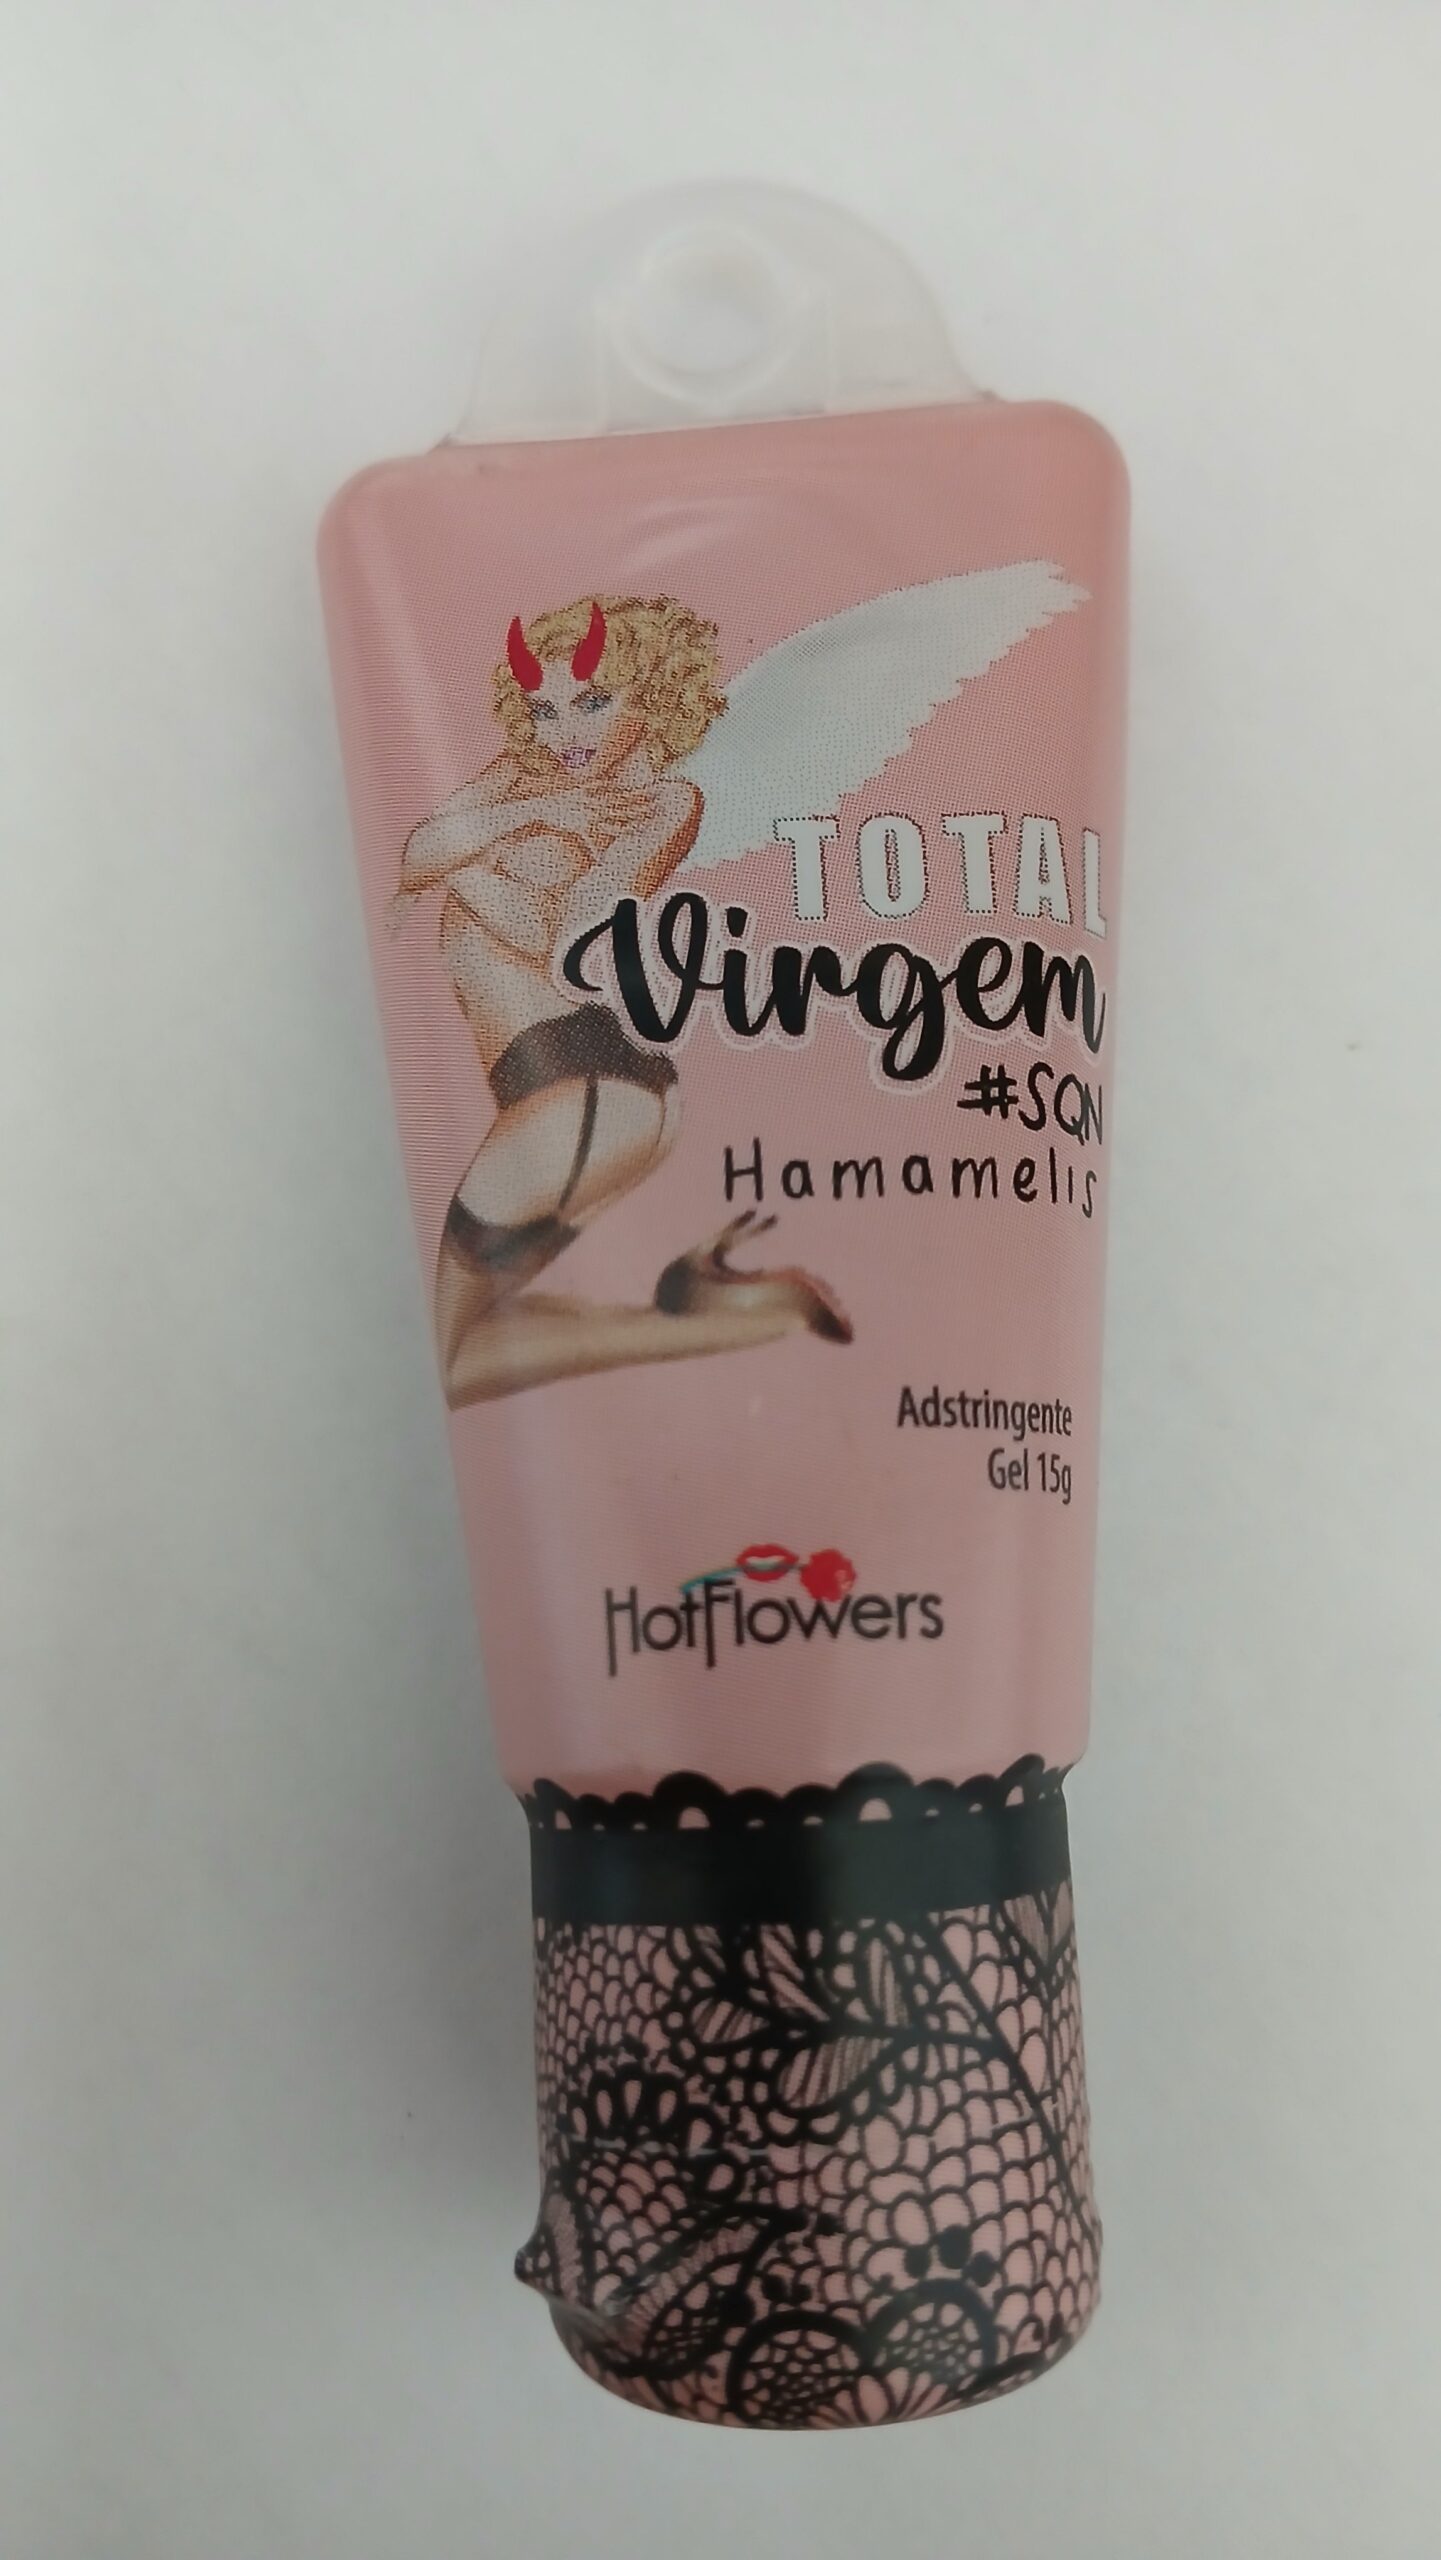 TOTAL
Virgem
#SQN
Hamamelis
Adstringente
Gel 15g
HotFlowers